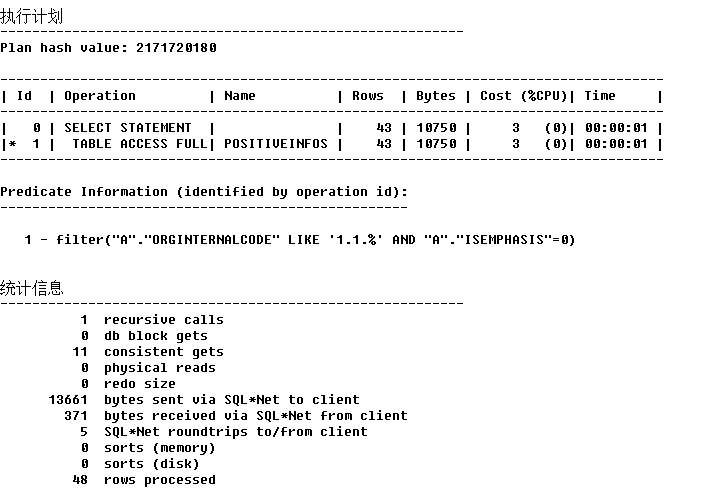 执行计划
----------------------------------------------------------
Plan hash value: 2171720180

-----------------------------------------------------------------------------------
| Id  | Operation         | Name          | Rows  | Bytes | Cost (%CPU)| Time     |
-----------------------------------------------------------------------------------
|   0 | SELECT STATEMENT  |               |    43 | 10750 |     3   (0)| 00:00:01 |
|*  1 |  TABLE ACCESS FULL| POSITIVEINFOS |    43 | 10750 |     3   (0)| 00:00:01 |
-----------------------------------------------------------------------------------

Predicate Information (identified by operation id):
---------------------------------------------------

   1 - filter("A"."ORGINTERNALCODE" LIKE '1.1.%' AND "A"."ISEMPHASIS"=0)

统计信息
----------------------------------------------------------
          1  recursive calls
          0  db block gets
         11  consistent gets
          0  physical reads
          0  redo size
      13661  bytes sent via SQL*Net to client
        371  bytes received via SQL*Net from client
          5  SQL*Net roundtrips to/from client
          0  sorts (memory)
          0  sorts (disk)
         48  rows processed